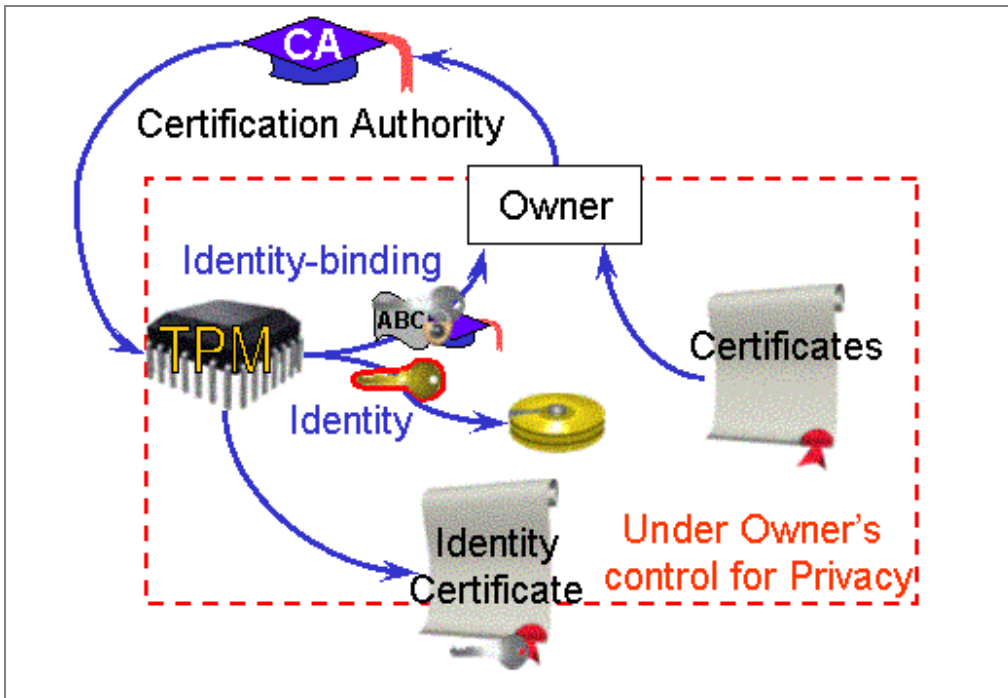 CA
Certification Authority
Owner
Identity-binding
ABC
TPM
Certificates
Identity
Identity
Certificate
Under Owner's
control for Privacy